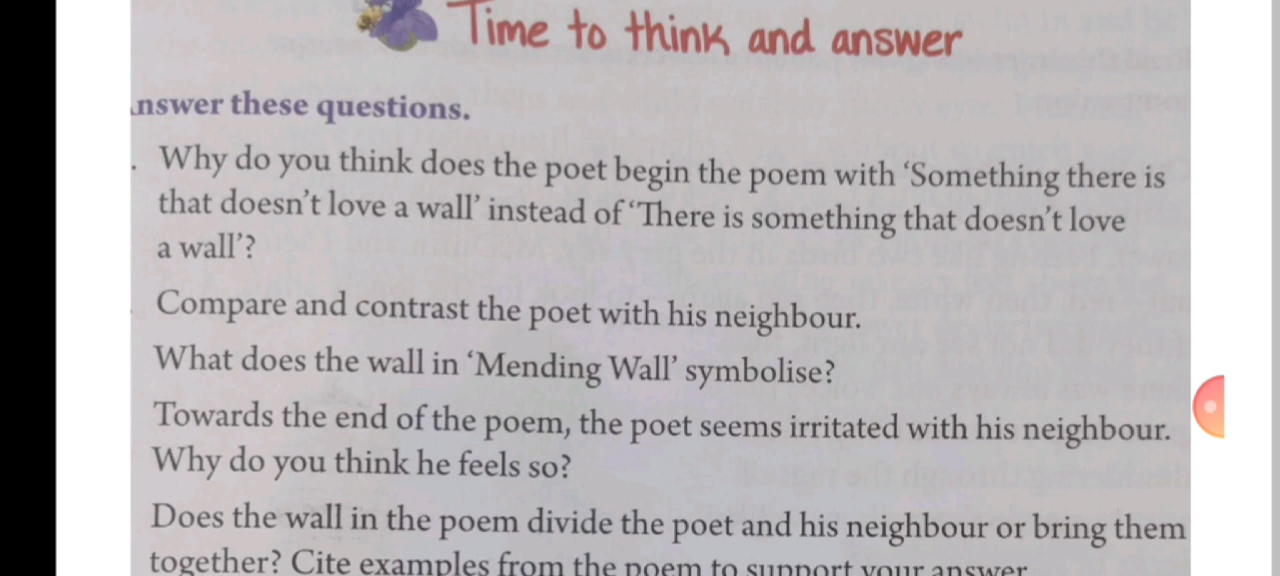 Time to think and answer
nswer these questions.
. Why do you think does the poet begin the poem with ‘Something there is
that doesn’t love a wall’ instead of ‘There is something that doesn’t love
a wall’?
Compare and contrast the poet with his neighbour.
What does the wall in ‘Mending Wall’ symbolise?
Towards the end of the poem, the poet seems irritated with his neighbour.
Why do you think he feels so?
Does the wall in the poem divide the poet and his neighbour or bring them
together? Cite examples from the poem to support your answer